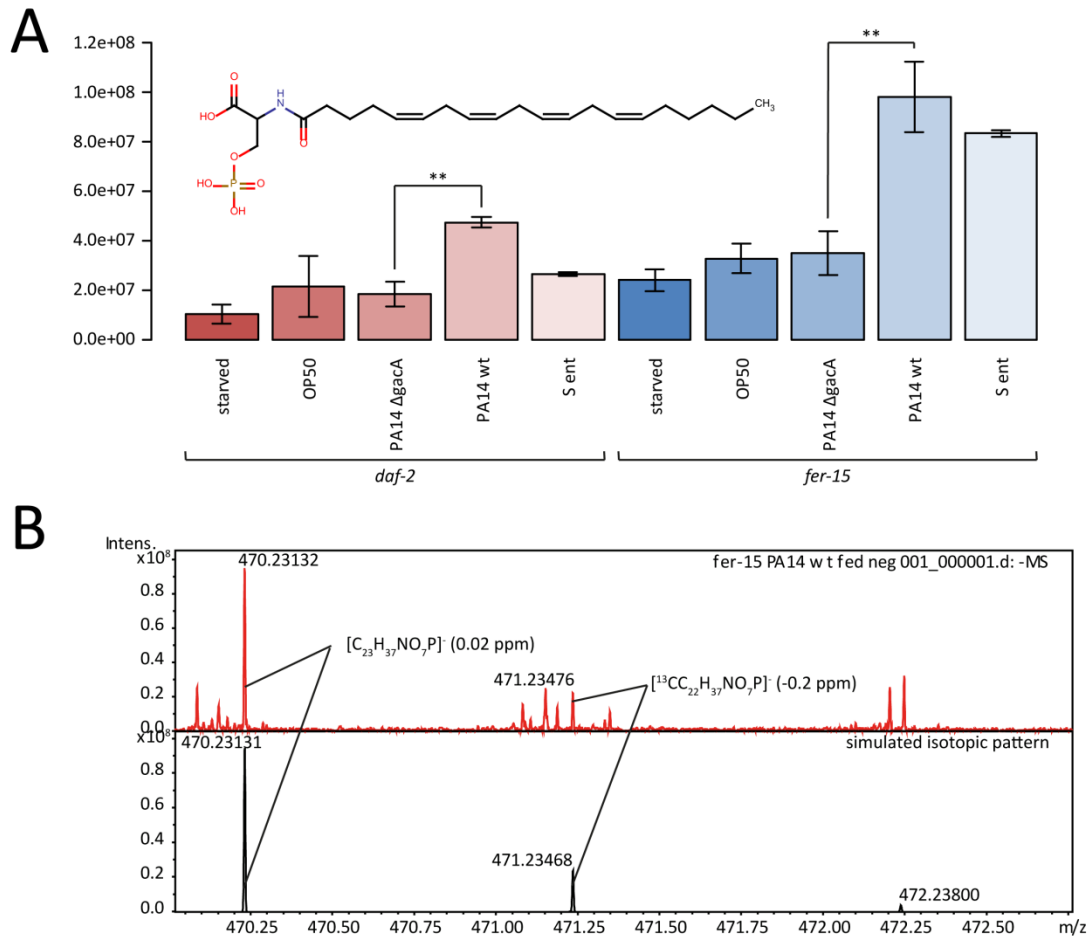 A
1.2e+08
1.0e+08
8.0e+07
6.0e+07
4.0e+07
2.0e+07
0.0e+00
O
HO
H
N
O
O
HO
P
O
OH
CH3
**
**
starved
OP50
PA14 ΔgacA
PA14 wt
S ent
starved
OP50
PA14 ΔgacA
PA14 wt
S ent
daf-2
fer-15
B
Intens.
x10⁸
0.8
0.6
0.4
0.2
0.0
470.23132
fer-15 PA14 w t fed neg 001_000001.d: -MS
[C₂₃H₃₇NO₇P]⁻ (0.02 ppm)
471.23476
[¹³CC₂₂H₃₇NO₇P]⁻ (-0.2 ppm)
x10⁸
0.8
0.6
0.4
0.2
0.0
470.23131
simulated isotopic pattern
471.23468
472.23800
470.25 470.50 470.75 471.00 471.25 471.50 471.75 472.00 472.25 472.50 m/z